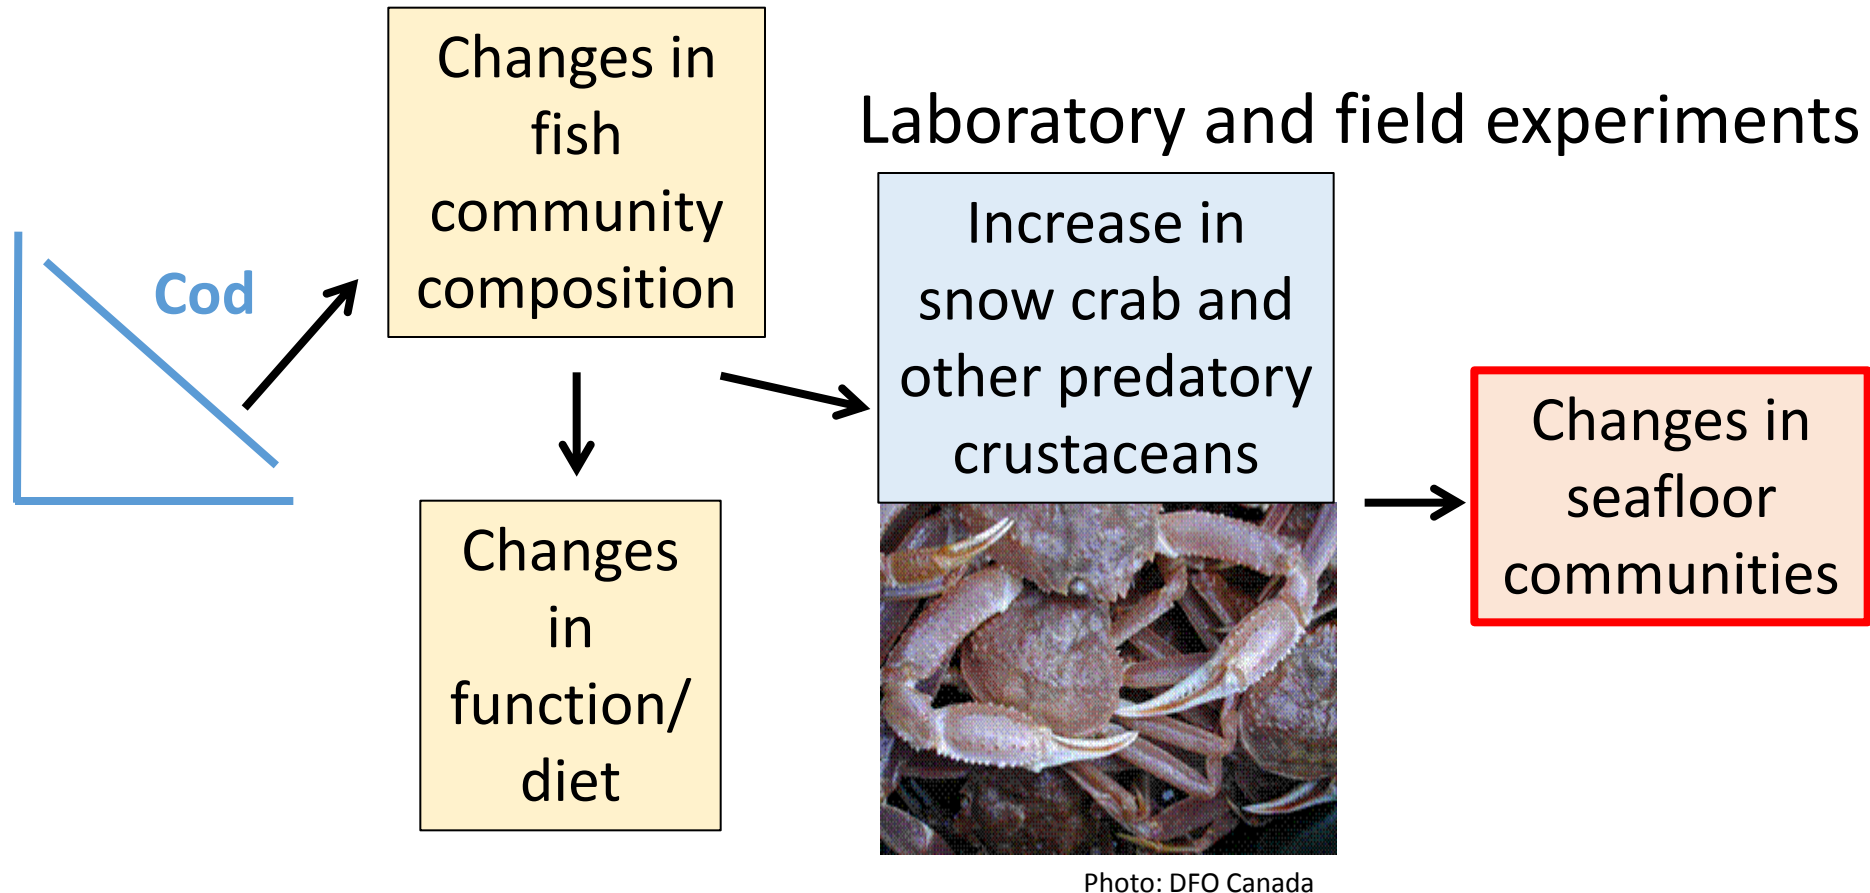 Cod
Changes in
fish
community
composition
Changes
in
function/
diet
Laboratory and field experiments
Increase in
snow crab and
other predatory
crustaceans
Photo: DFO Canada
Changes in
seafloor
communities